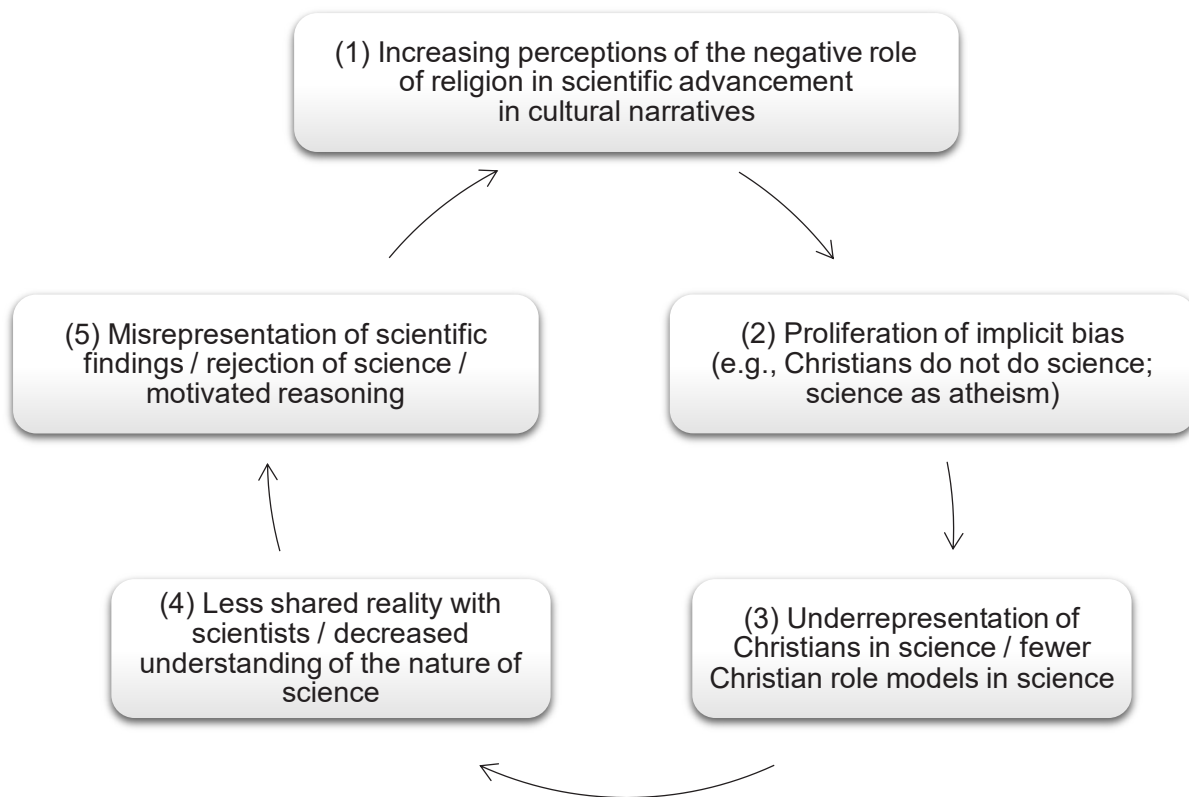 (1) Increasing perceptions of the negative role
of religion in scientific advancement
in cultural narratives
(2) Proliferation of implicit bias
(e.g., Christians do not do science;
science as atheism)
(3) Underrepresentation of
Christians in science / fewer
Christian role models in science
(4) Less shared reality with
scientists / decreased
understanding of the nature of
science
(5) Misrepresentation of scientific
findings / rejection of science /
motivated reasoning